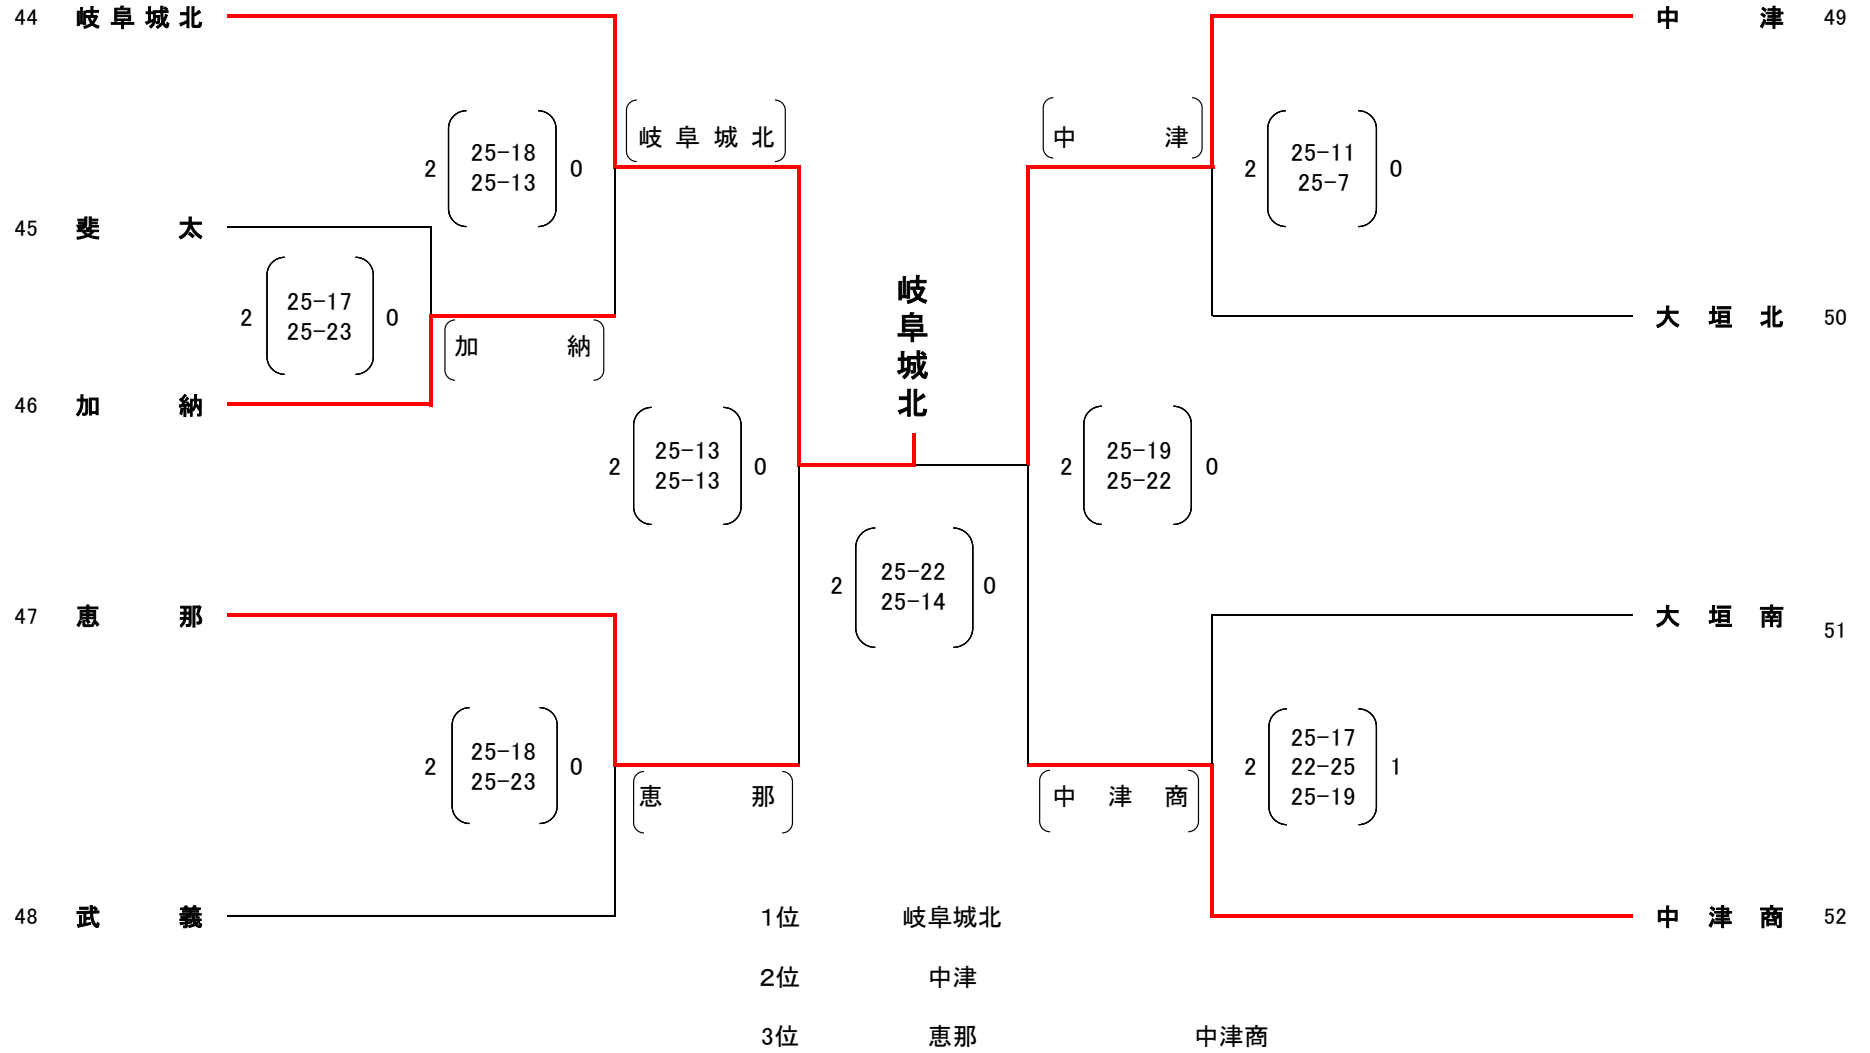 44 岐阜城北
中津 49
岐阜城北
中津
2 25-18 0
25-13
2 25-11 0
25-7
45 斐太
2 25-17 0
25-23
加納
岐阜城北
大垣北 50
46 加納
2 25-13 0
25-13
2 25-19 0
25-22
2 25-22 0
25-14
47 恵那
大垣南 51
2 25-18 0
25-23
恵那
中津商
25-17
2 22-25 1
25-19
48 武義
中津商 52
1位 岐阜城北
2位 中津
3位 恵那 中津商